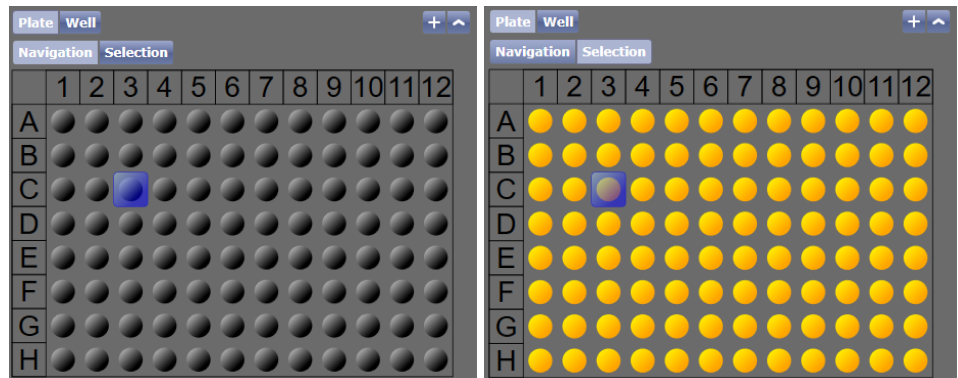 Plate Well +
Navigation Selection
1 2 3 4 5 6 7 8 9 10 11 12
A
B
C
D
E
F
G
H
Plate Well +
Navigation Selection
1 2 3 4 5 6 7 8 9 10 11 12
A
B
C
D
E
F
G
H